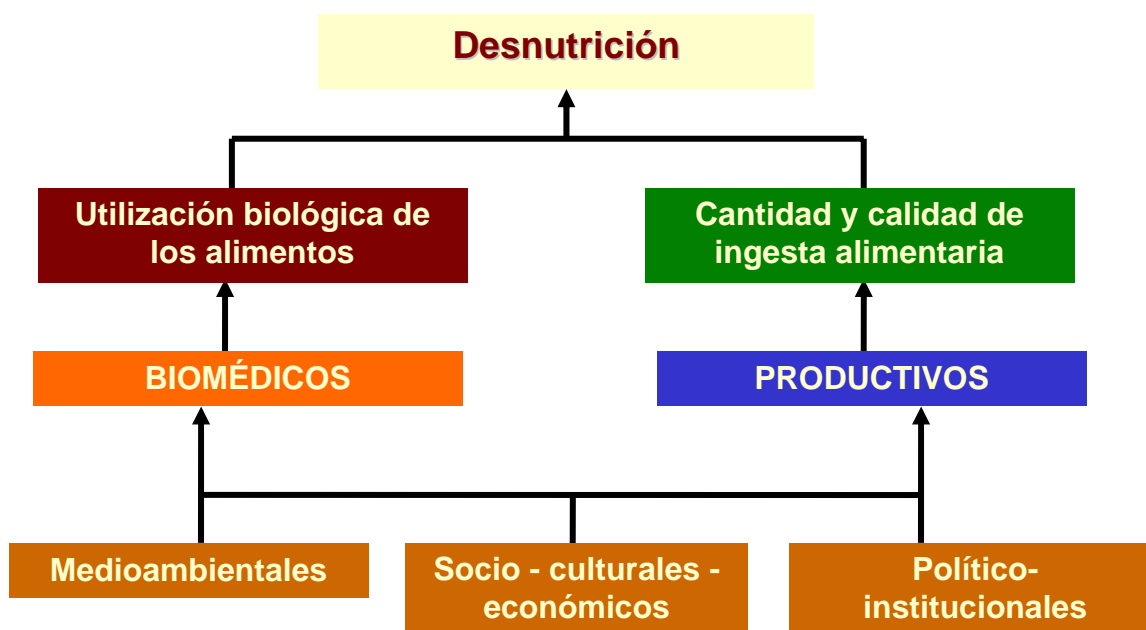 Desnutrición
Utilización biológica de
los alimentos
Cantidad y calidad de
ingesta alimentaria
BIOMÉDICOS
PRODUCTIVOS
Medioambientales
Socio - culturales -
económicos
Político-
institucionales